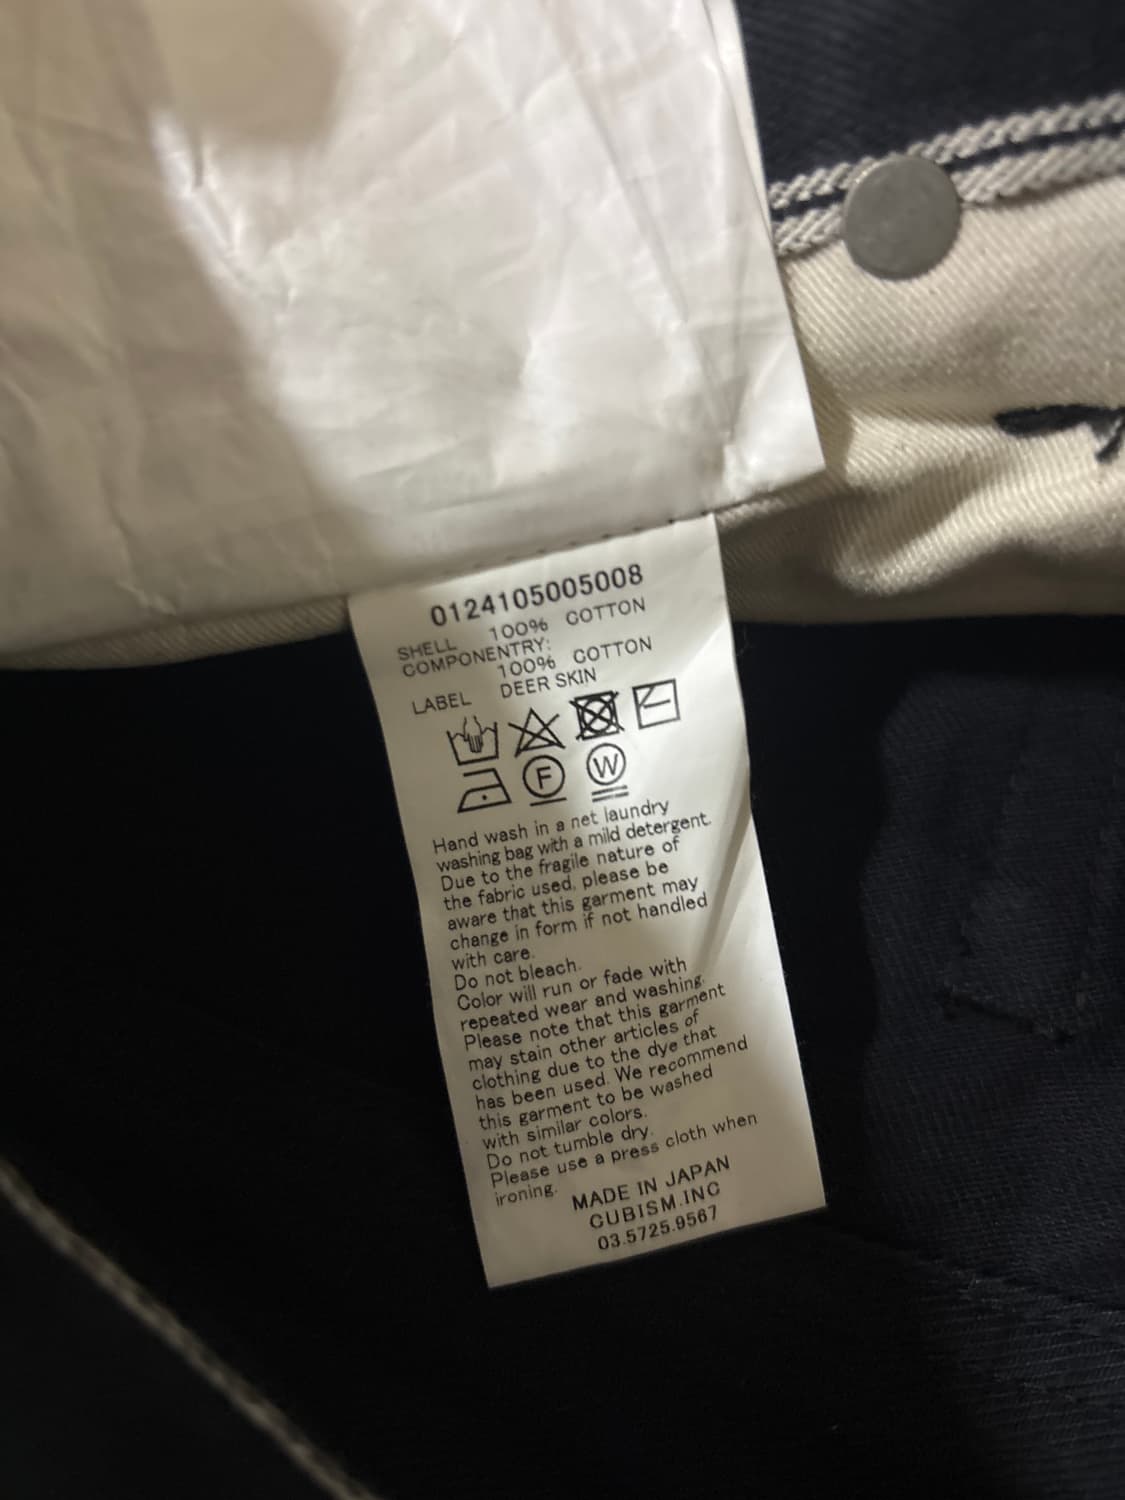 0124105005008
SHELL 100% COTTON
COMPONENTRY:
100% COTTON
LABEL DEER SKIN
F W
Hand wash in a net laundry
washing bag with a mild detergent.
Due to the fragile nature of
the fabric used, please be
aware that this garment may
change in form if not handled
with care.
Do not bleach.
Color will run or fade with
repeated wear and washing.
Please note that this garment
may stain other articles of
clothing due to the dye that
has been used. We recommend
this garment to be washed
with similar colors.
Do not tumble dry.
Please use a press cloth when
ironing.
MADE IN JAPAN
CUBISM.INC
03.5725.9567